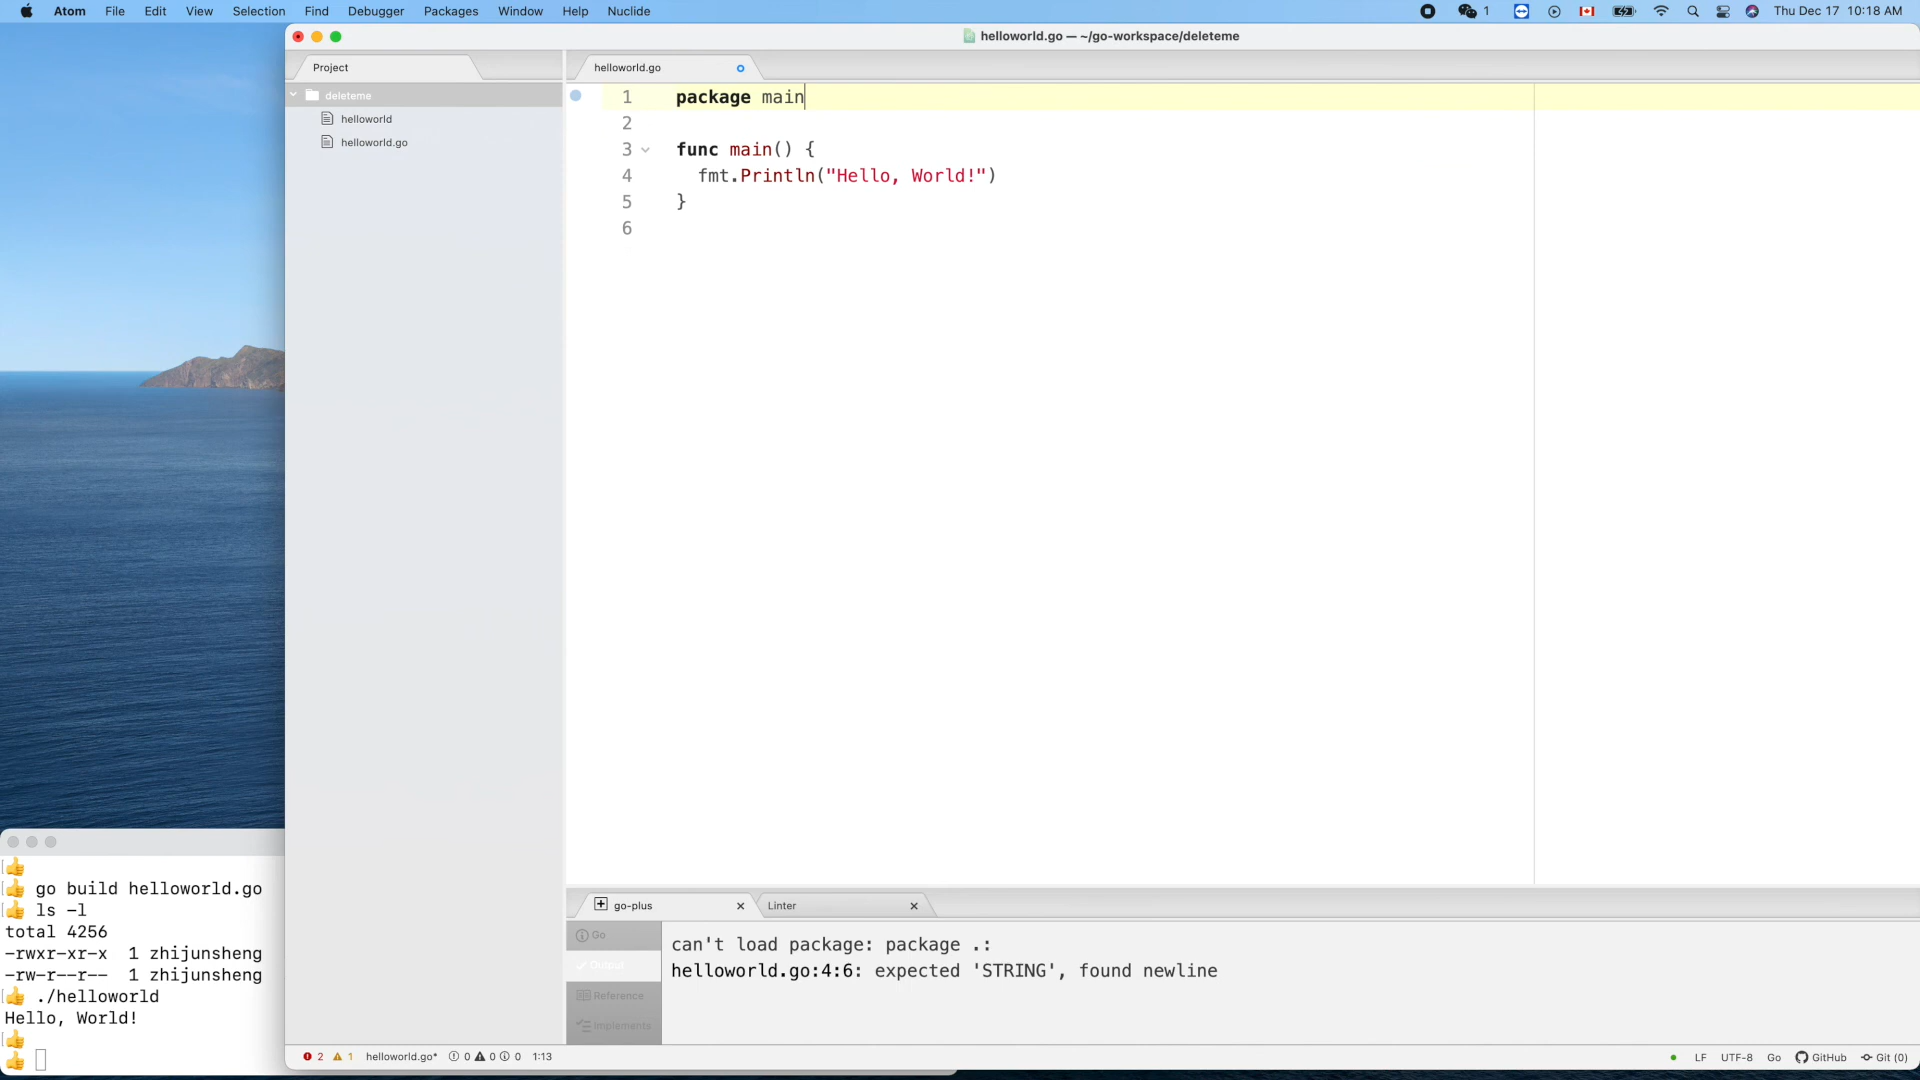 Atom File Edit View Selection Find Debugger Packages Window Help Nuclide 1 Thu Dec 17 10:18 AM
helloworld.go — ~/go-workspace/deleteme
Project
helloworld.go
deleteme
helloworld
helloworld.go
1 package main
2
3 func main() {
4 fmt.Println("Hello, World!")
5 }
6
go build helloworld.go
ls -l
total 4256
-rwxr-xr-x 1 zhijunsheng
-rw-r--r-- 1 zhijunsheng
./helloworld
Hello, World!
go-plus
Linter
Go
Output
Reference
Implements
can't load package: package .:
helloworld.go:4:6: expected 'STRING', found newline
2 1 helloworld.go* 0 0 0 1:13
LF UTF-8 Go GitHub Git (0)